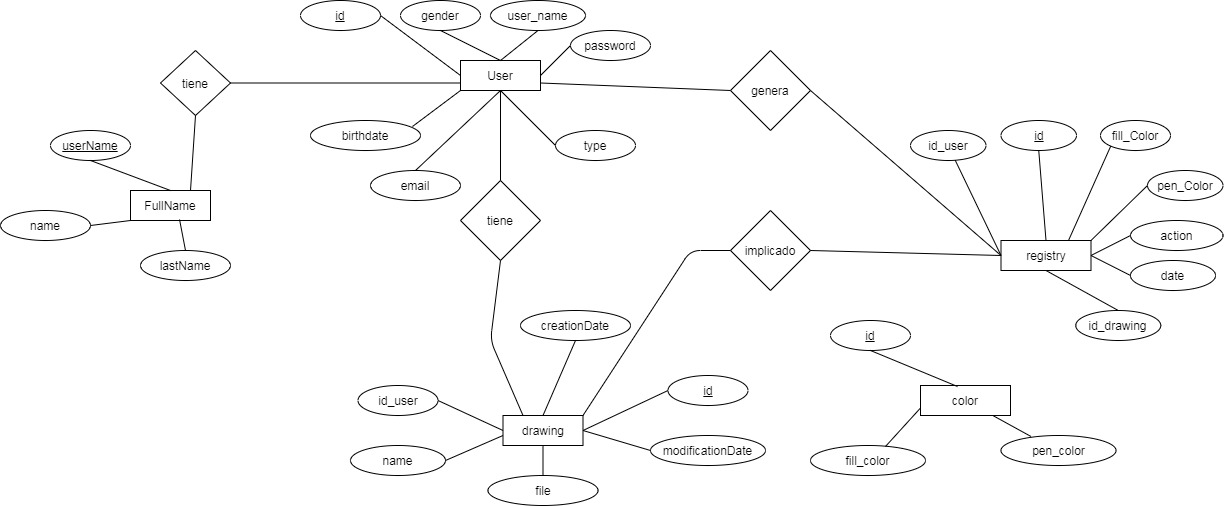 id
gender
user_name
password
User
tiene
genera
birthdate
type
email
userName
FullName
name
lastName
tiene
id_user
id
fill_Color
pen_Color
action
date
registry
id_drawing
implicado
creationDate
id_user
id
drawing
name
modificationDate
file
id
color
fill_color
pen_color